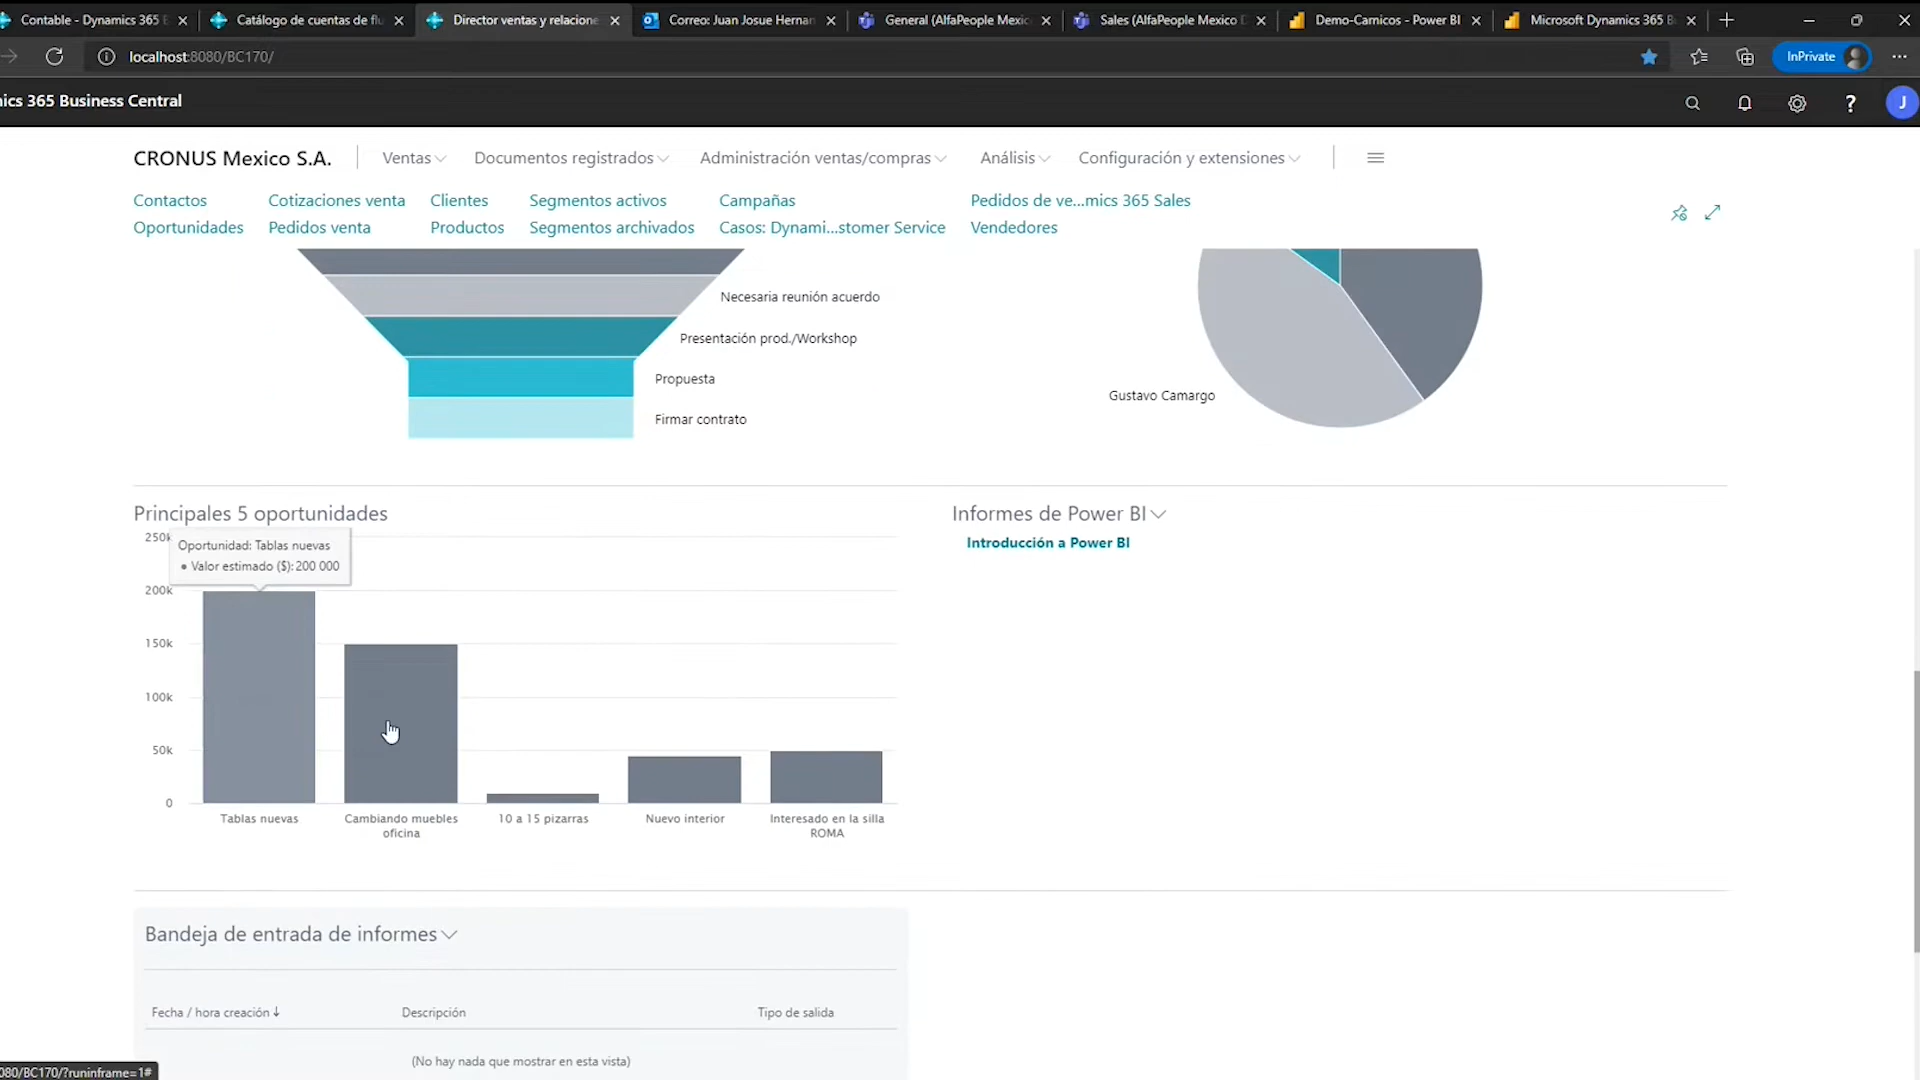 Contable - Dynamics 365 E
Catálogo de cuentas de flu
Director ventas y relacione
Correo: Juan Josue Hernan
General (AlfaPeople Mexic
Sales (AlfaPeople Mexico D
Demo-Carnicos - Power BI
Microsoft Dynamics 365 B
localhost:8080/BC170/
InPrivate
nics 365 Business Central
?
J
CRONUS Mexico S.A.
Ventas
Documentos registrados
Administración ventas/compras
Análisis
Configuración y extensiones
Contactos
Cotizaciones venta
Clientes
Segmentos activos
Campañas
Pedidos de ve...mics 365 Sales
Oportunidades
Pedidos venta
Productos
Segmentos archivados
Casos: Dynami...stomer Service
Vendedores
Necesaria reunión acuerdo
Presentación prod./Workshop
Propuesta
Firmar contrato
Gustavo Camargo
Principales 5 oportunidades
Informes de Power BI
Introducción a Power BI
250k
Oportunidad: Tablas nuevas
• Valor estimado ($): 200 000
200k
150k
100k
50k
0
Tablas nuevas
Cambiando muebles
oficina
10 a 15 pizarras
Nuevo interior
Interesado en la silla
ROMA
Bandeja de entrada de informes
Fecha / hora creación ↓
Descripción
Tipo de salida
(No hay nada que mostrar en esta vista)
080/BC170/?runinframe=1#